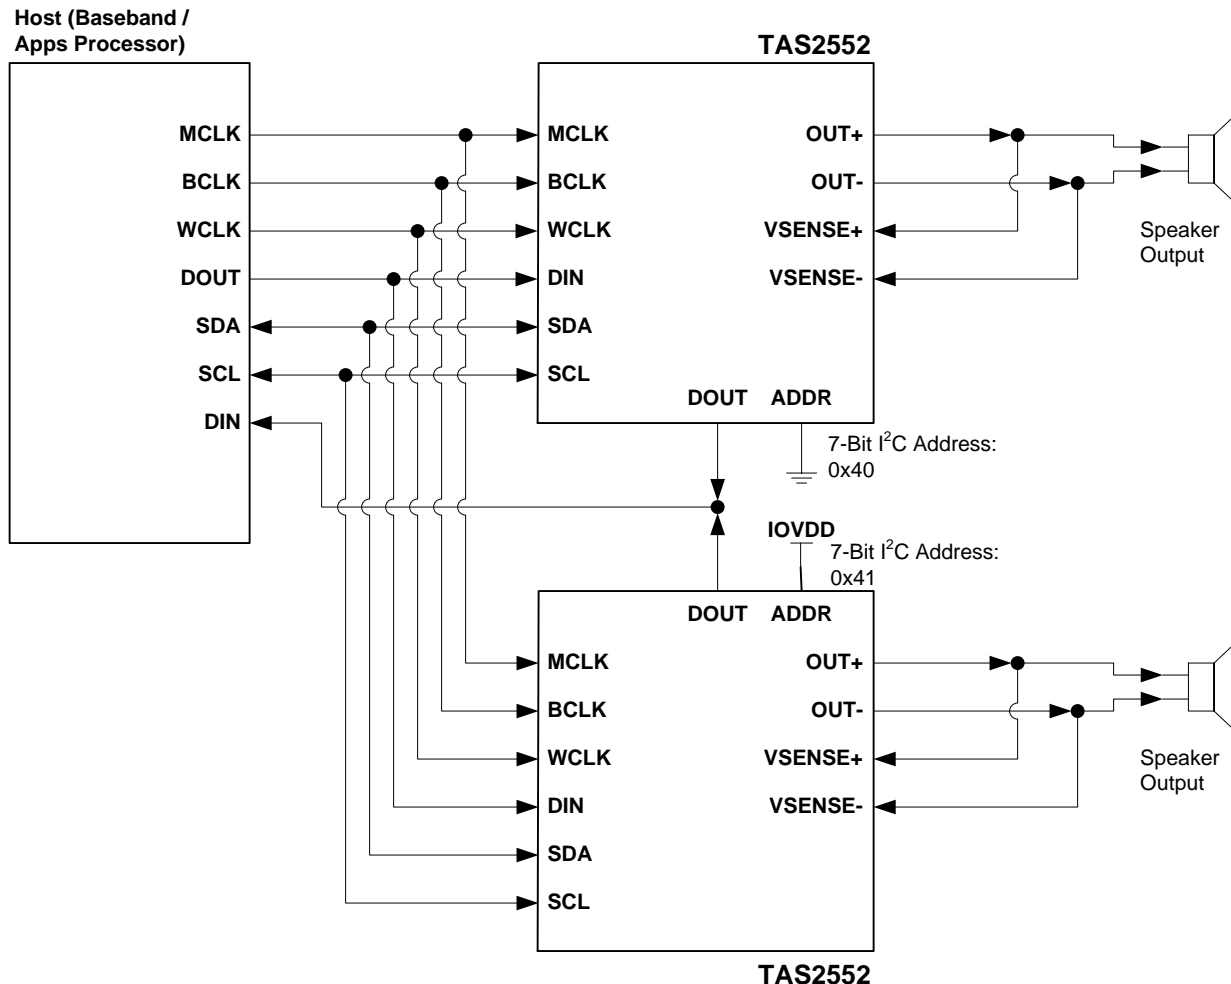 Host (Baseband /
Apps Processor)
MCLK
BCLK
WCLK
DOUT
SDA
SCL
DIN
TAS2552
MCLK
BCLK
WCLK
DIN
SDA
SCL
OUT+
OUT-
VSENSE+
VSENSE-
DOUT ADDR
Speaker
Output
7-Bit I²C Address:
0x40
IOVDD
7-Bit I²C Address:
0x41
DOUT ADDR
MCLK
BCLK
WCLK
DIN
SDA
SCL
OUT+
OUT-
VSENSE+
VSENSE-
Speaker
Output
TAS2552